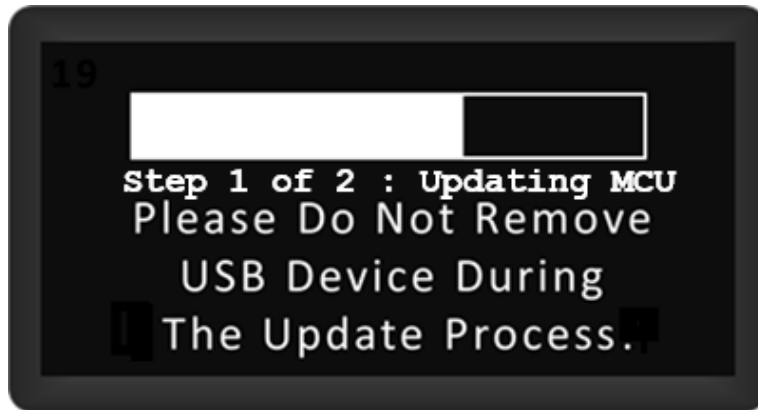 19
Step 1 of 2 : Updating MCU
Please Do Not Remove
USB Device During
The Update Process.